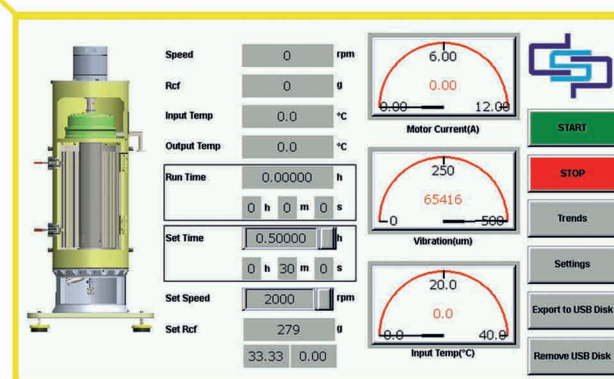 Speed 0 rpm
Rcf 0 g
Input Temp 0.0 °C
Output Temp 0.0 °C
Run Time 0.00000 h
0 h 0 m 0 s
Set Time 0.50000 h
0 h 30 m 0 s
Set Speed 2000 rpm
Set Rcf 279 g
33.33 0.00
6.00
0.00
0.00 12.00
Motor Current(A)
250
65416
0 500
Vibration(um)
20.0
0.0
0.0 40.0
Input Temp(°C)
START
STOP
Trends
Settings
Export to USB Disk
Remove USB Disk